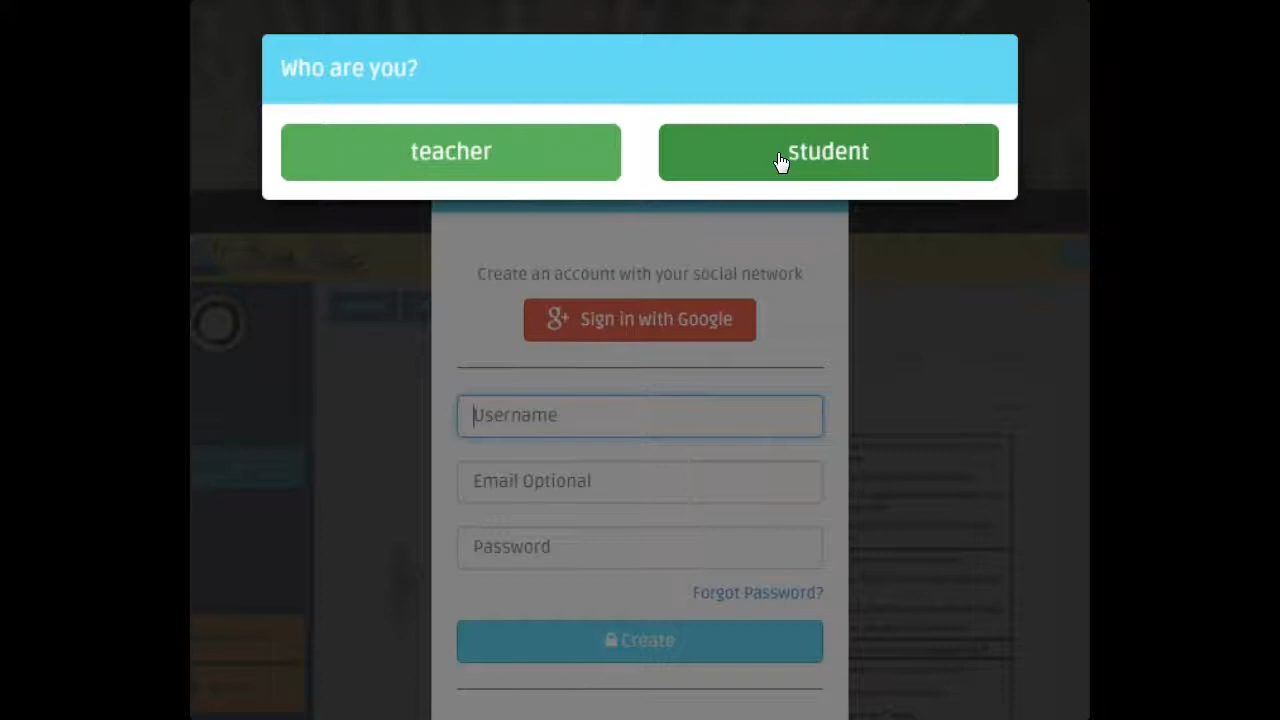 Who are you?
teacher
student
Create an account with your social network
g+ Sign in with Google
Username
Email Optional
Password
Forgot Password?
Create